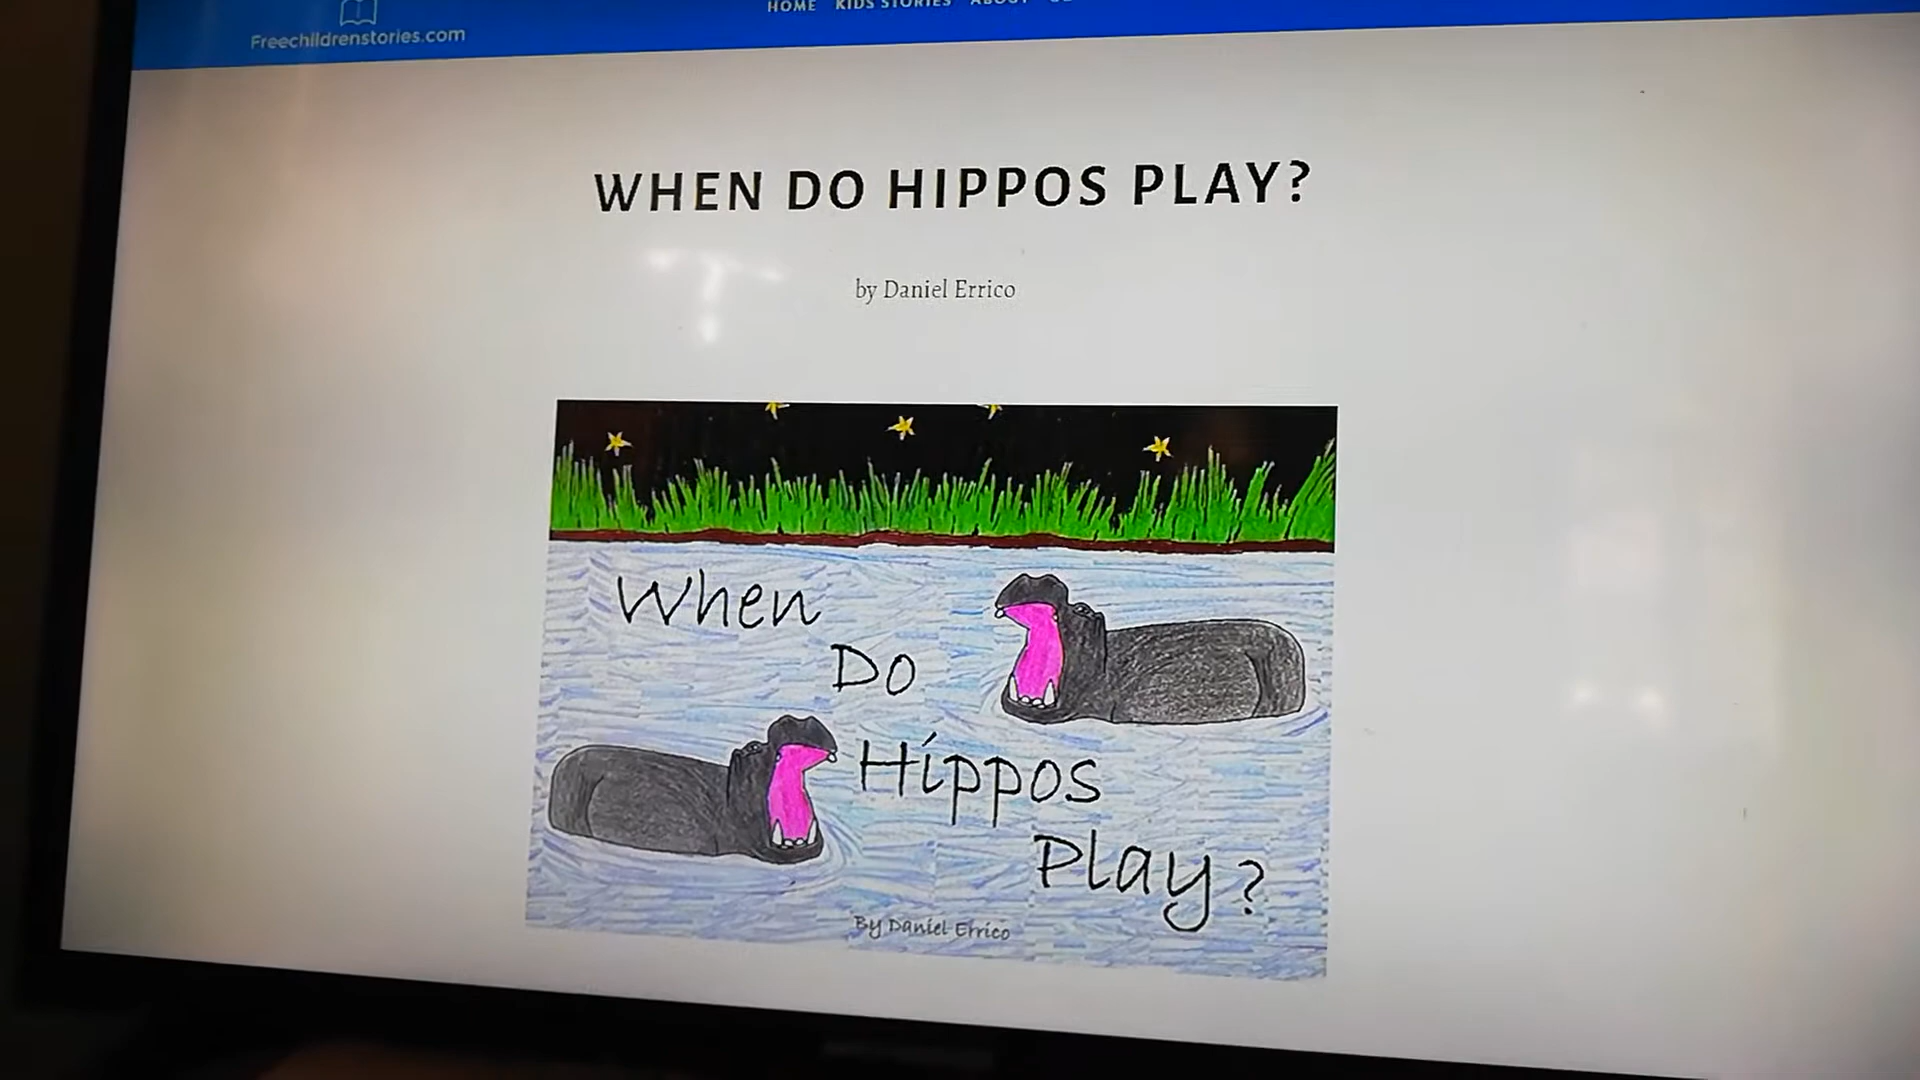 HOME KIDS STORIES ABOUT
Freechildrenstories.com
WHEN DO HIPPOS PLAY?
by Daniel Errico
When
Do
Hippos
Play?
By Daniel Errico